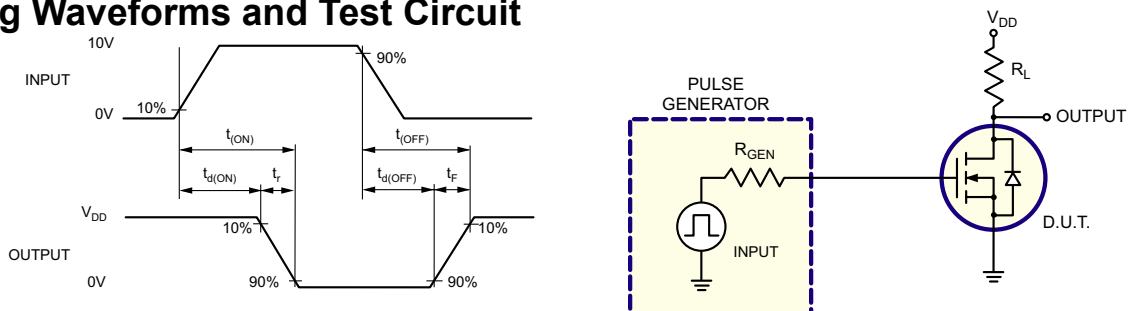 g Waveforms and Test Circuit
10V
INPUT
90%
10%
0V
t(ON)
t(OFF)
td(ON)
tr
td(OFF)
tF
VDD
10%
10%
OUTPUT
0V
90%
90%
VDD
RL
PULSE
GENERATOR
OUTPUT
RGEN
D.U.T.
INPUT